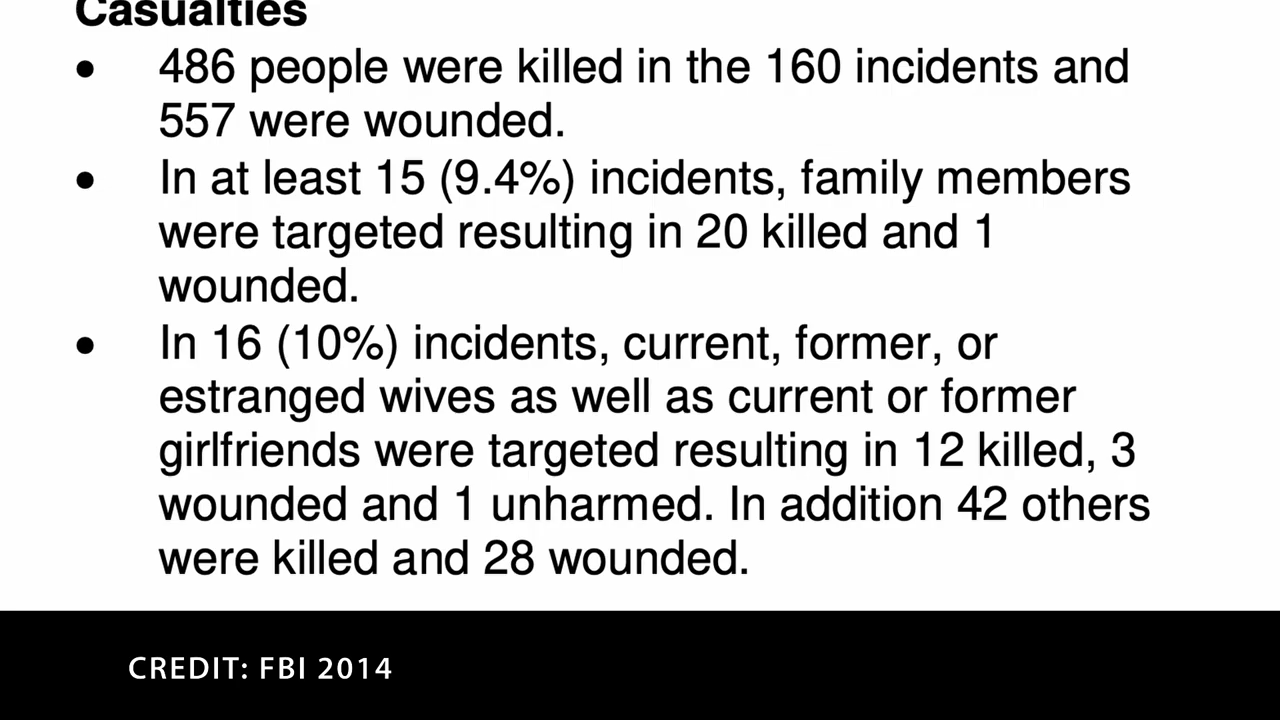 Casualties
• 486 people were killed in the 160 incidents and
557 were wounded.
• In at least 15 (9.4%) incidents, family members
were targeted resulting in 20 killed and 1
wounded.
• In 16 (10%) incidents, current, former, or
estranged wives as well as current or former
girlfriends were targeted resulting in 12 killed, 3
wounded and 1 unharmed. In addition 42 others
were killed and 28 wounded.
CREDIT: FBI 2014